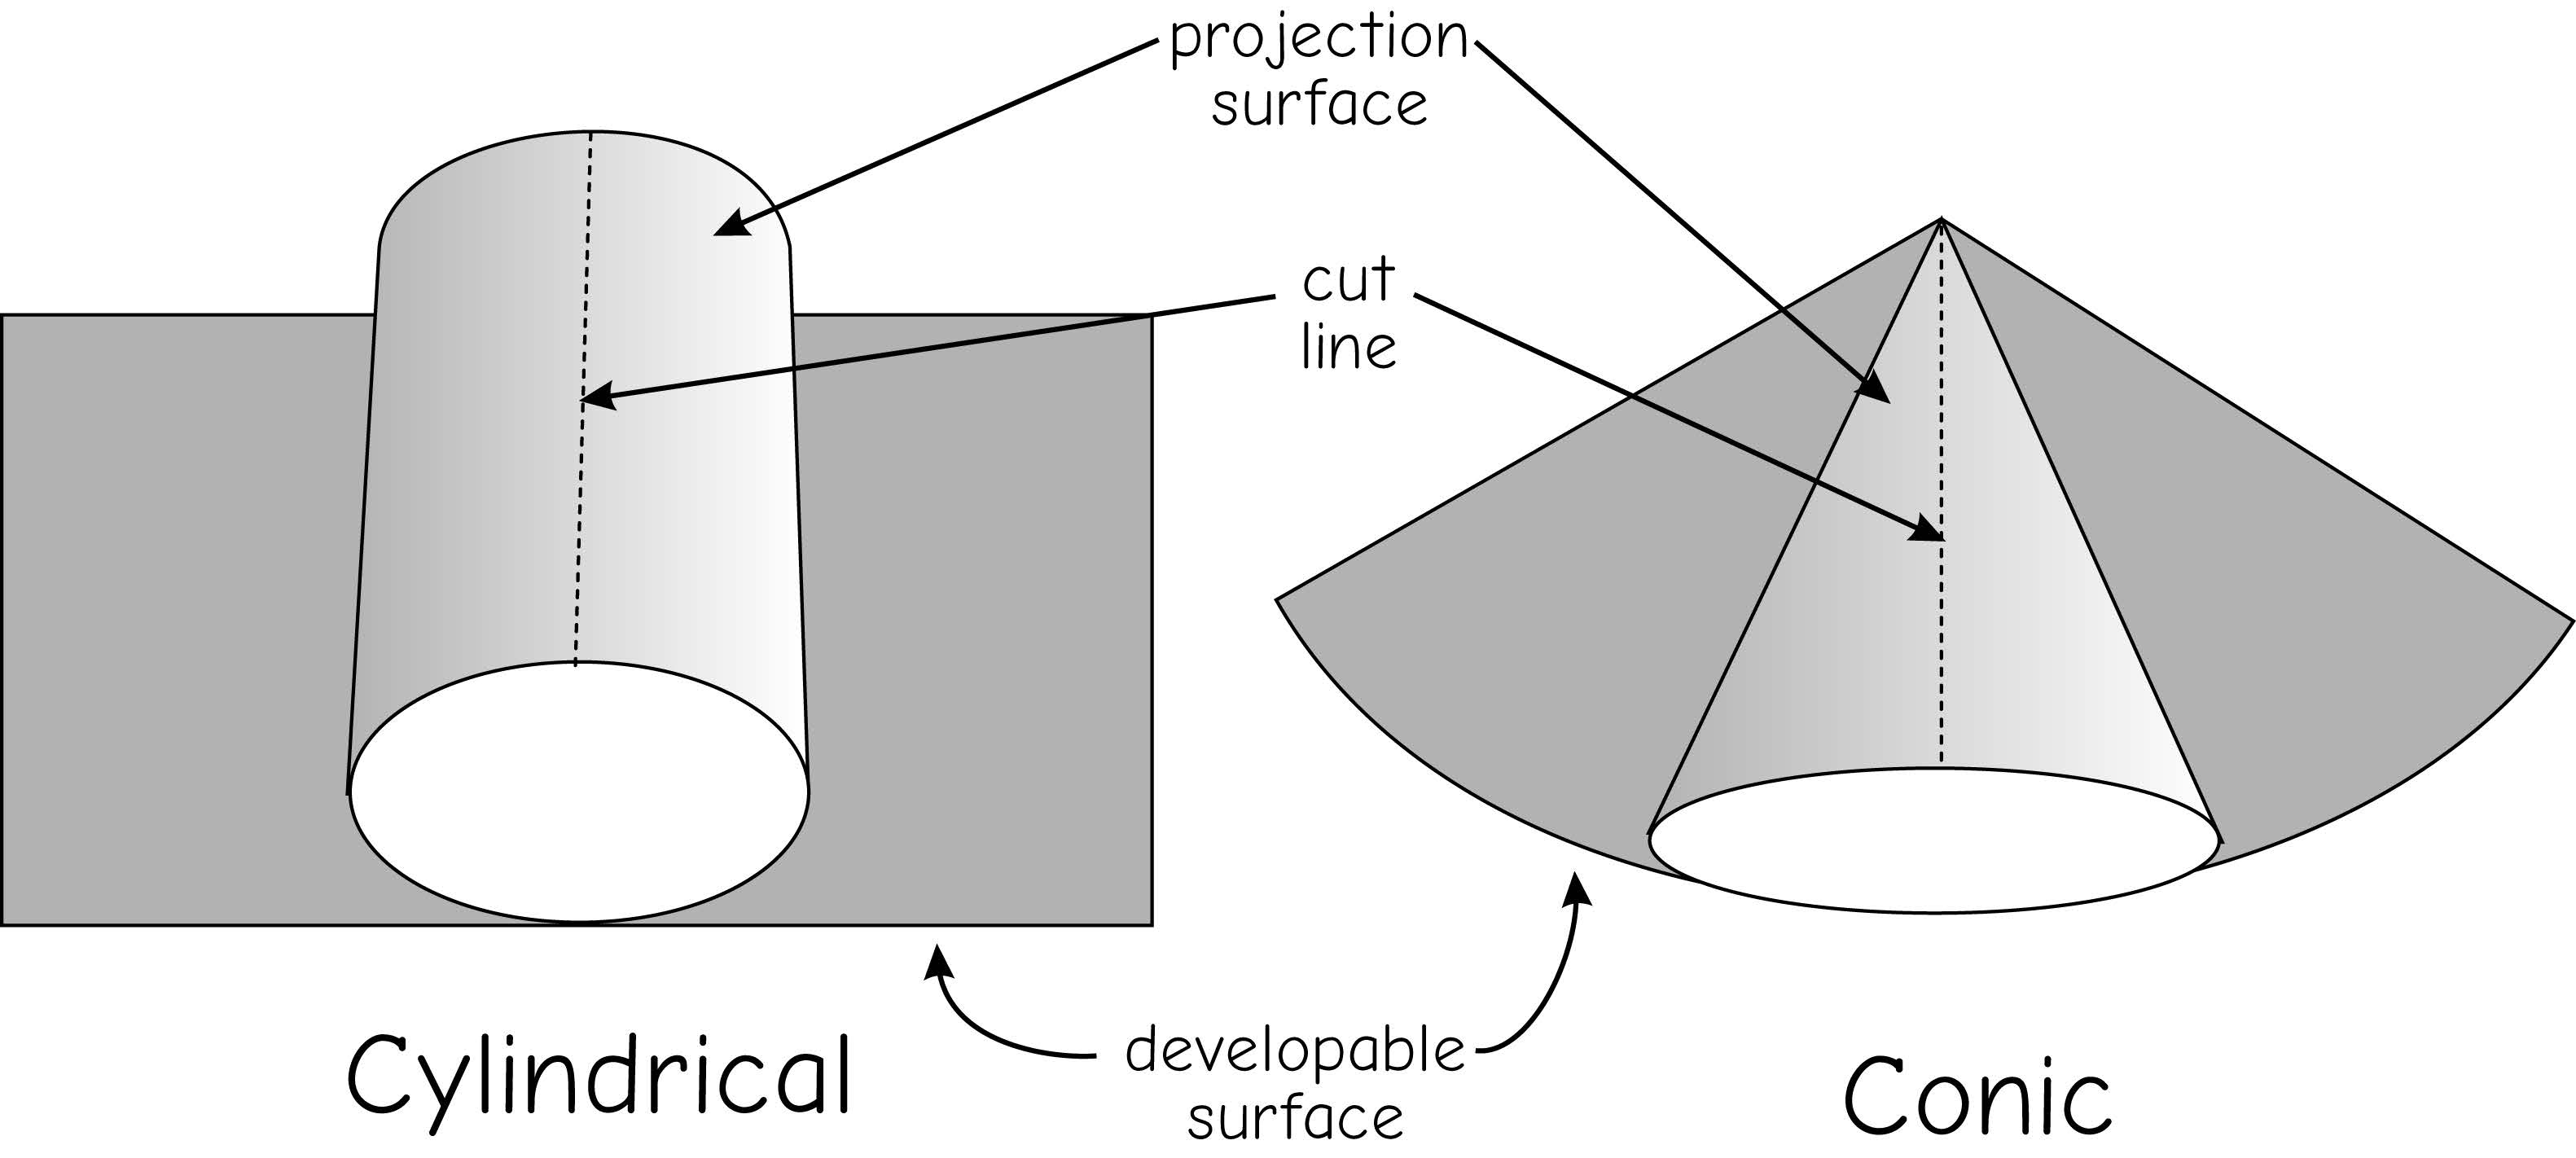 projection
surface
cut
line
developable
surface
Cylindrical
Conic